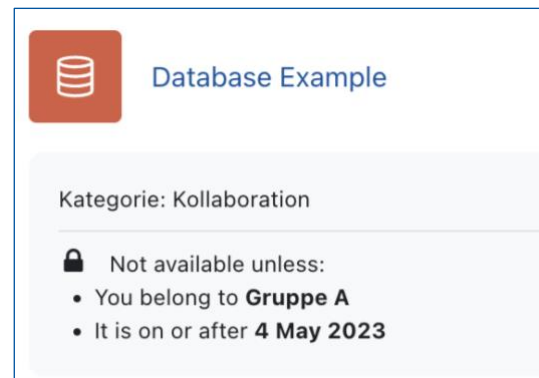 Database Example
Kategorie: Kollaboration
Not available unless:
• You belong to Gruppe A
• It is on or after 4 May 2023